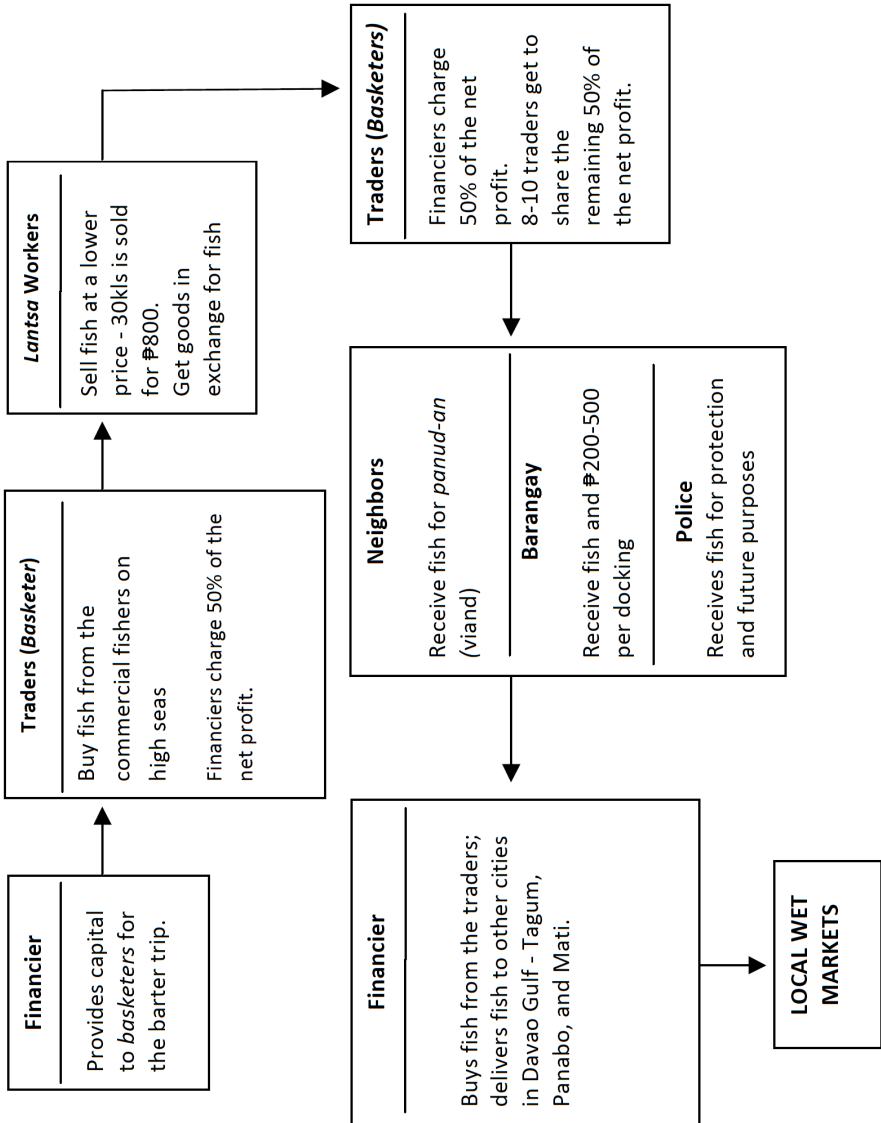 Financier
Provides capital
to basketers for
the barter trip.
Traders (Basketer)
Buy fish from the
commercial fishers on
high seas
Financiers charge 50% of the
net profit.
Lantsa Workers
Sell fish at a lower
price - 30kls is sold
for ₱800.
Get goods in
exchange for fish
Traders (Basketers)
Financiers charge
50% of the net
profit.
8-10 traders get to
share the
remaining 50% of
the net profit.
Neighbors
Receive fish for panud-an
(viand)
Barangay
Receive fish and ₱200-500
per docking
Police
Receives fish for protection
and future purposes
Financier
Buys fish from the traders;
delivers fish to other cities
in Davao Gulf - Tagum,
Panabo, and Mati.
LOCAL WET
MARKETS